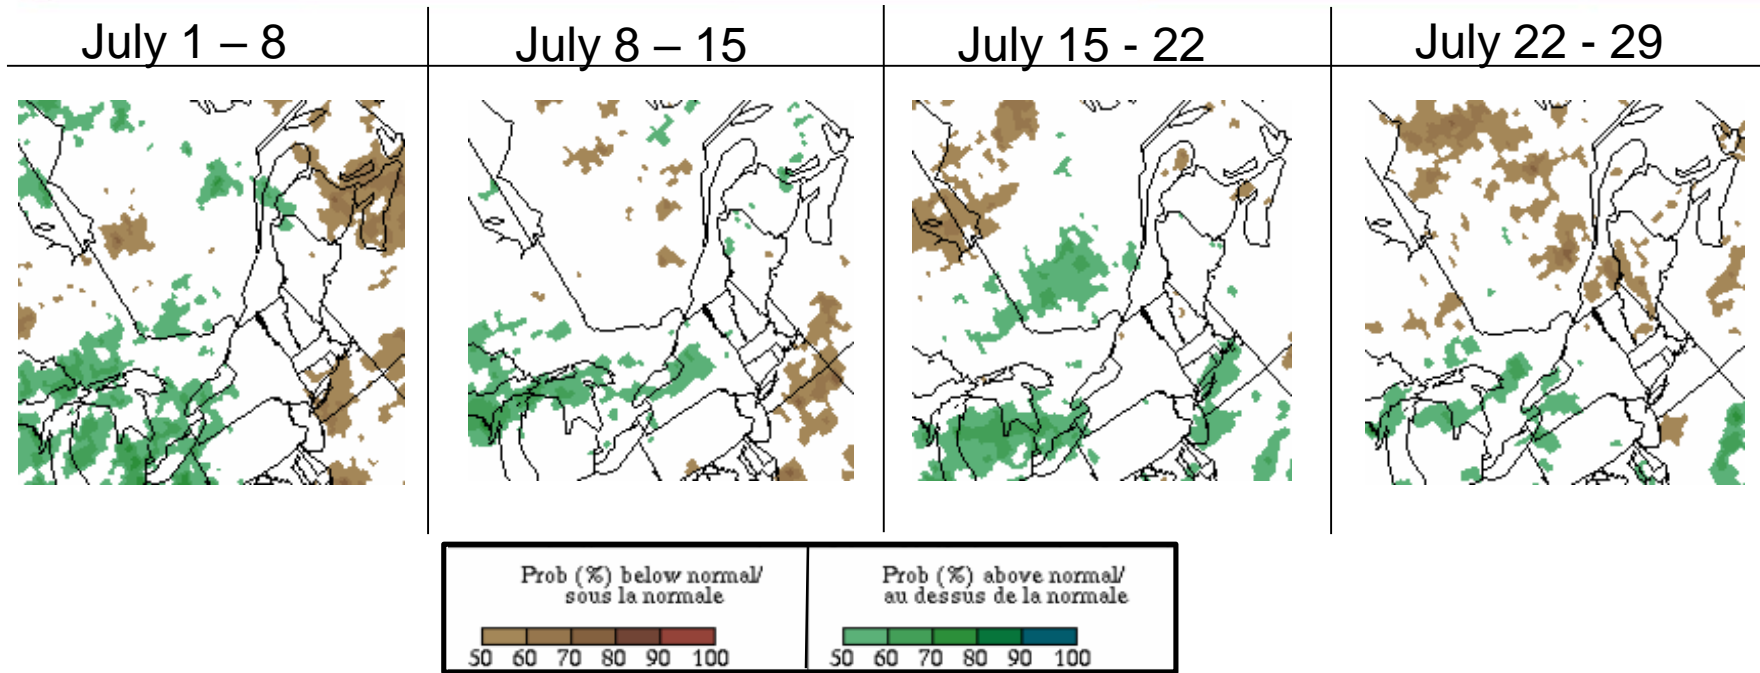 July 1 – 8
July 8 – 15
July 15 - 22
July 22 - 29
Prob (%) below normal/
sous la normale
50 60 70 80 90 100
Prob (%) above normal/
au dessus de la normale
50 60 70 80 90 100